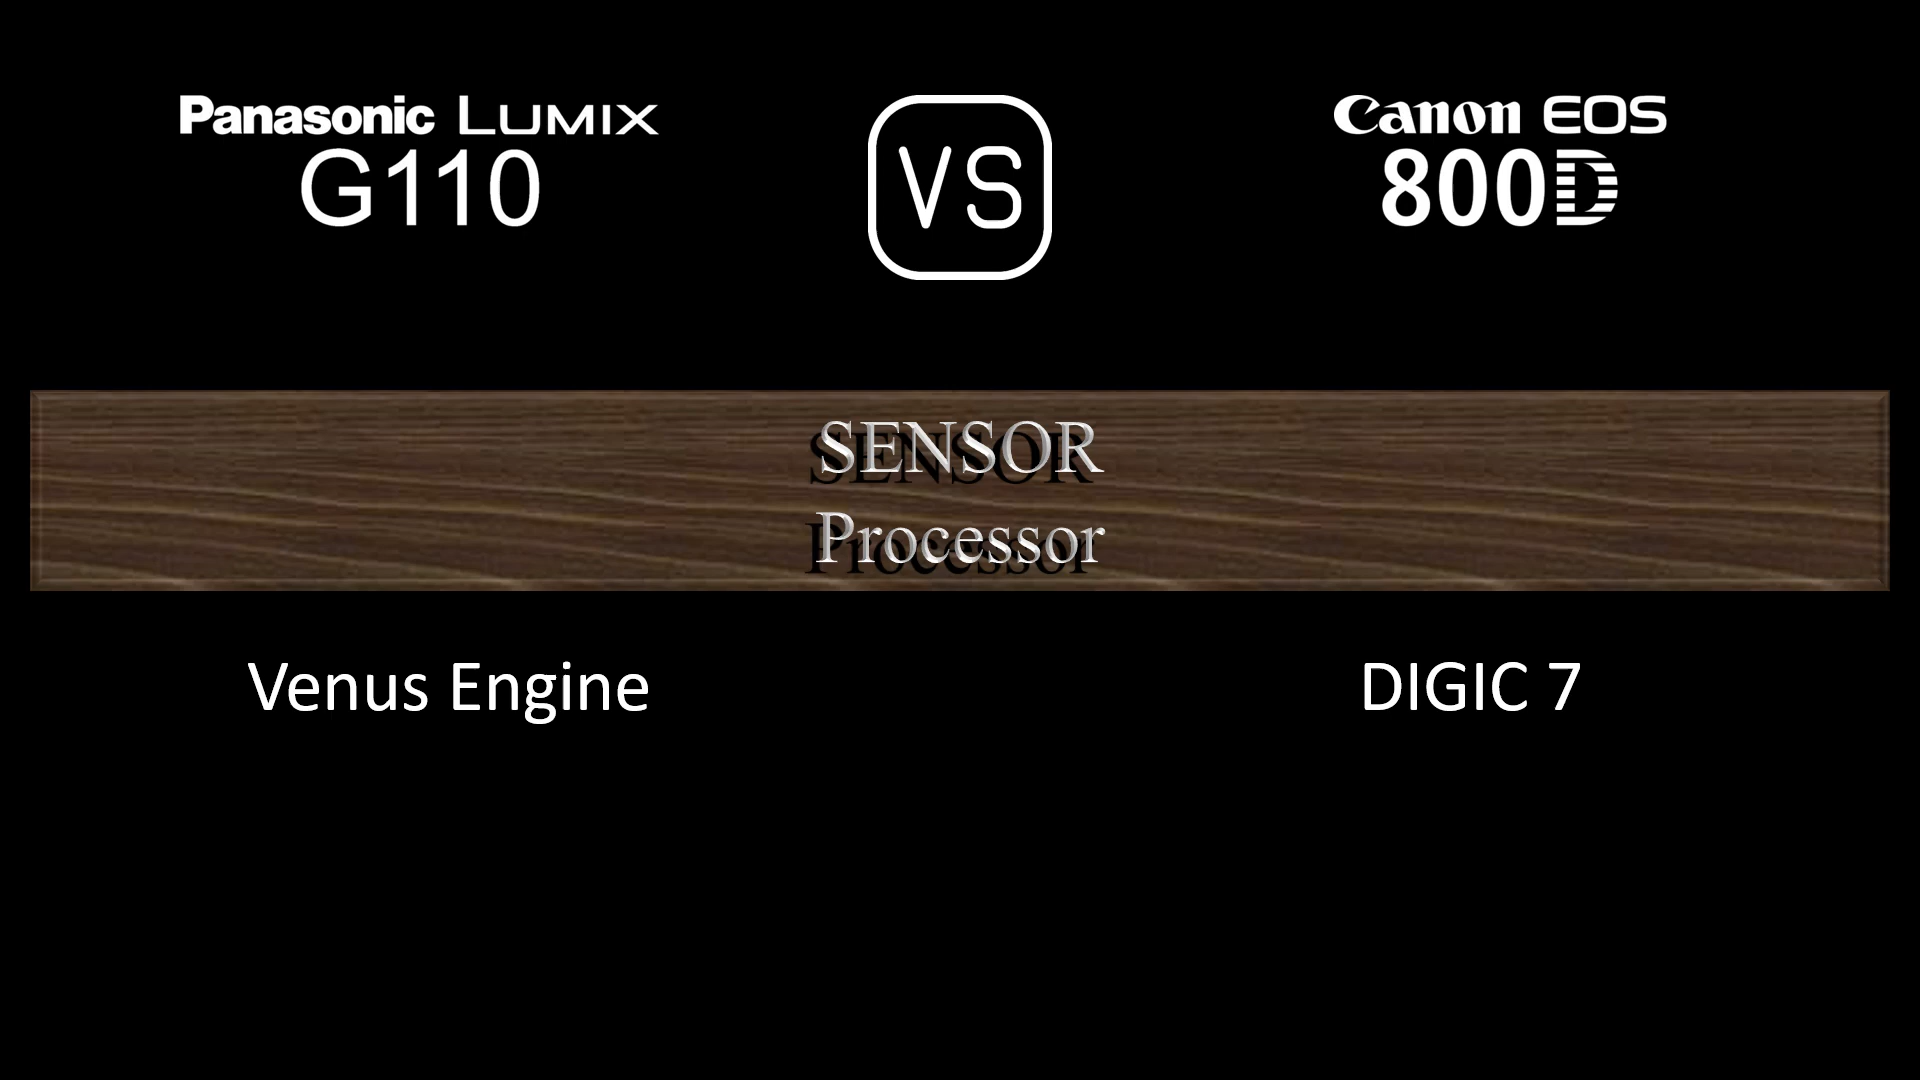 Panasonic LUMIX
G110
VS
Canon EOS
800D
SENSOR
Processor
Venus Engine
DIGIC 7